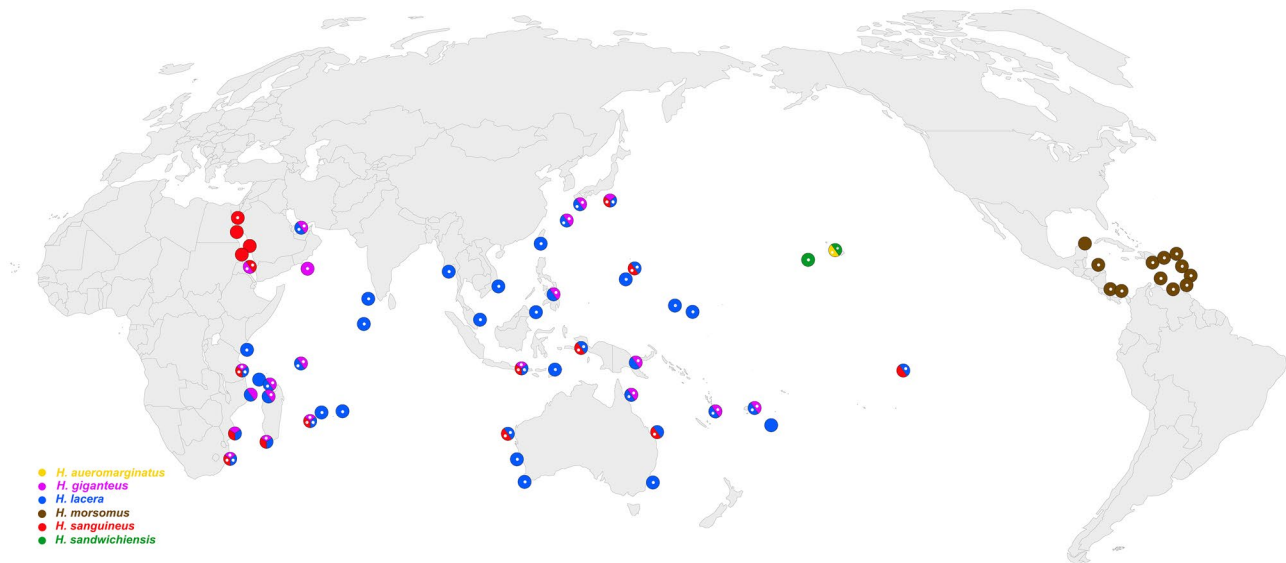 H. aueromarginatus
H. giganteus
H. lacera
H. morsomus
H. sanguineus
H. sandwichiensis